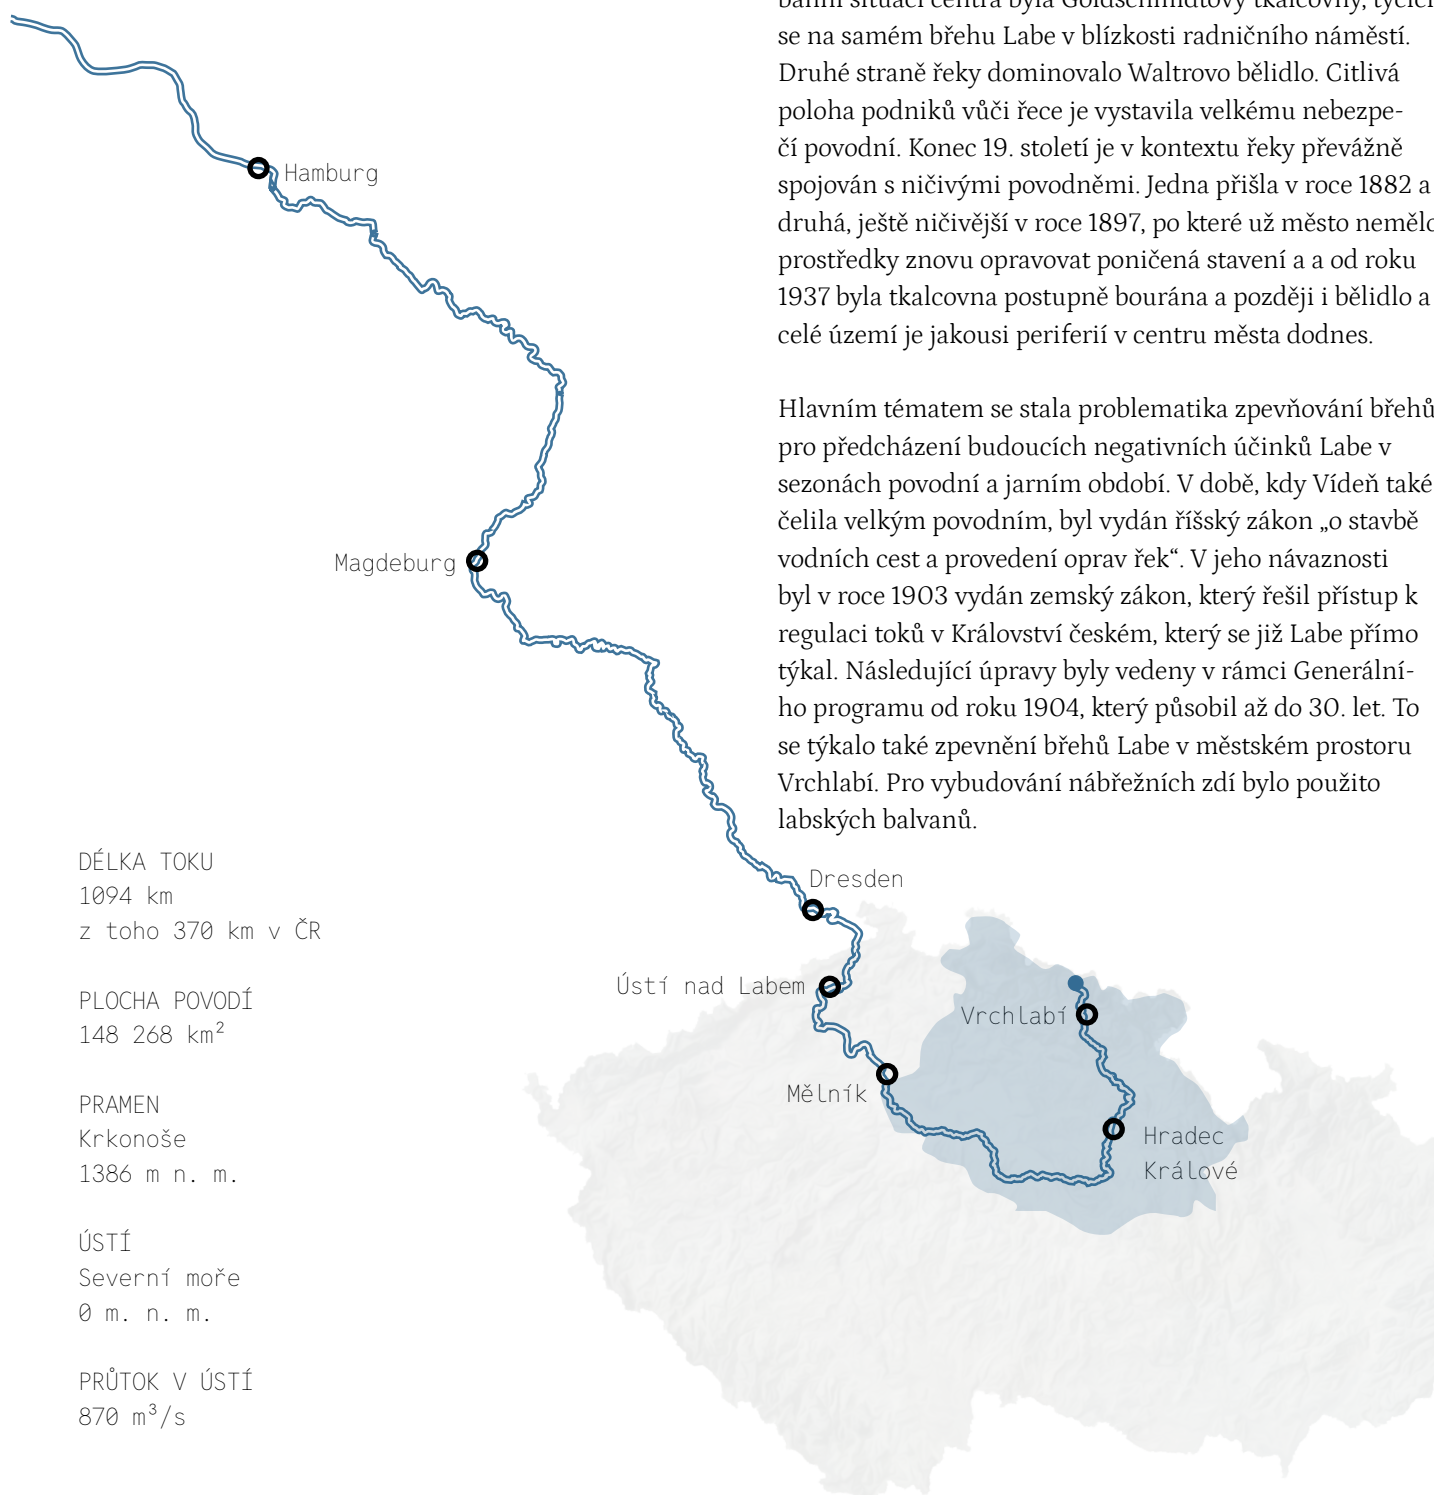 bání situací centra byla Goldschmidtovy tkalcovny, tyčící
se na samém břehu Labe v blízkosti radničního náměstí.
Druhé straně řeky dominovalo Waltrovo bělidlo. Citlivá
poloha podniků vůči řece je vystavila velkému nebezpe-
čí povodní. Konec 19. století je v kontextu řeky převážně
spojován s ničivými povodněmi. Jedna přišla v roce 1882 a
druhá, ještě ničivější v roce 1897, po které už město nemělo
prostředky znovu opravovat poničená stavení a a od roku
1937 byla tkalcovna postupně bourána a později i bělidlo a
celé území je jakousi periferií v centru města dodnes.
Hlavním tématem se stala problematika zpevňování břehů
pro předcházení budoucích negativních účinků Labe v
sezonách povodní a jarním období. V době, kdy Vídeň také
čelila velkým povodním, byl vydán říšský zákon „o stavbě
vodních cest a provedení oprav řek“. V jeho návaznosti
byl v roce 1903 vydán zemský zákon, který řešil přístup k
regulaci toků v Království českém, který se již Labe přímo
týkal. Následující úpravy byly vedeny v rámci Generální-
ho programu od roku 1904, který působil až do 30. let. To
se týkalo také zpevnění břehů Labe v městském prostoru
Vrchlabí. Pro vybudování nábřežních zdí bylo použito
labských balvanů.
Hamburg
Magdeburg
Dresden
Ústí nad Labem
Vrchlabí
Mělník
Hradec
Králové
DÉLKA TOKU
1094 km
z toho 370 km v ČR
PLOCHA POVODÍ
148 268 km²
PRAMEN
Krkonoše
1386 m n. m.
ÚSTÍ
Severní moře
0 m. n. m.
PRŮTOK V ÚSTÍ
870 m³/s